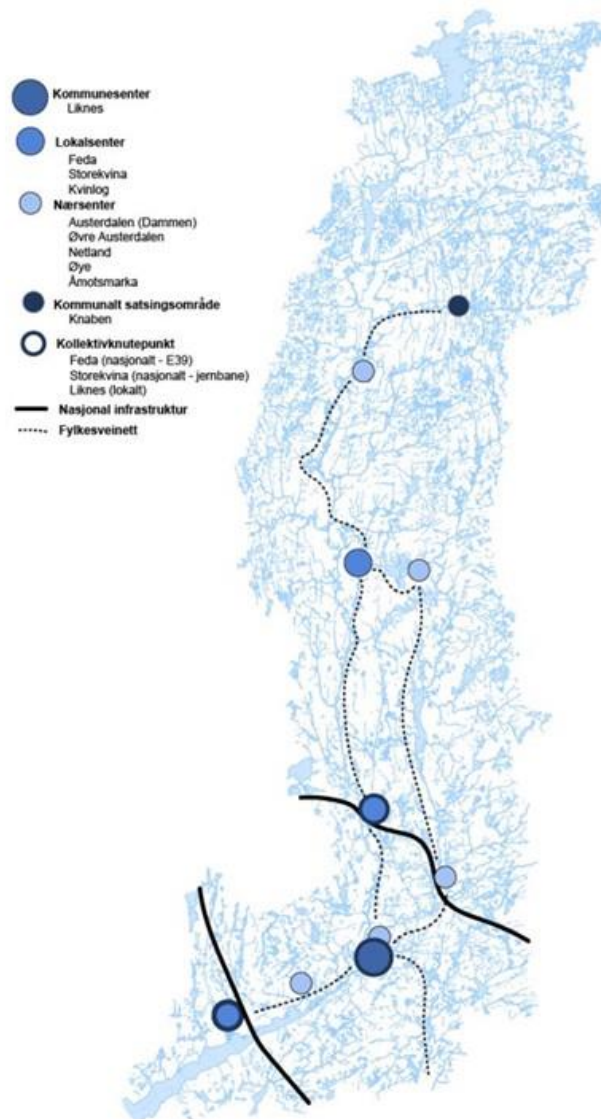 Kommunesenter
Liknes
Lokalsenter
Feda
Storekvina
Kvinlog
Nærsenter
Austerdalen (Dammen)
Øvre Austerdalen
Netland
Øye
Åmotsmarka
Kommunalt satsingsområde
Knaben
Kollektivknutepunkt
Feda (nasjonalt - E39)
Storekvina (nasjonalt - jernbane)
Liknes (lokalt)
Nasjonal infrastruktur
Fylkesveinett